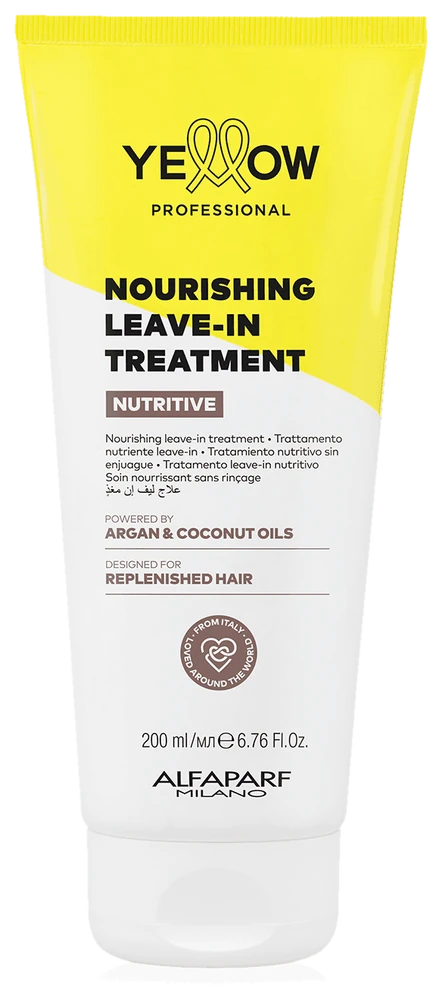 YELLOW
PROFESSIONAL
NOURISHING
LEAVE-IN
TREATMENT
NUTRITIVE
Nourishing leave-in treatment • Trattamento
nutriente leave-in • Tratamiento nutritivo sin
enjuague • Tratamento leave-in nutritivo
Soin nourrissant sans rinçage
علاج ليف إن مغذٍ
POWERED BY
ARGAN & COCONUT OILS
DESIGNED FOR
REPLENISHED HAIR
• FROM ITALY •
LOVED AROUND THE WORLD
200 ml/мл ℮ 6.76 Fl.Oz.
ALFAPARF
MILANO